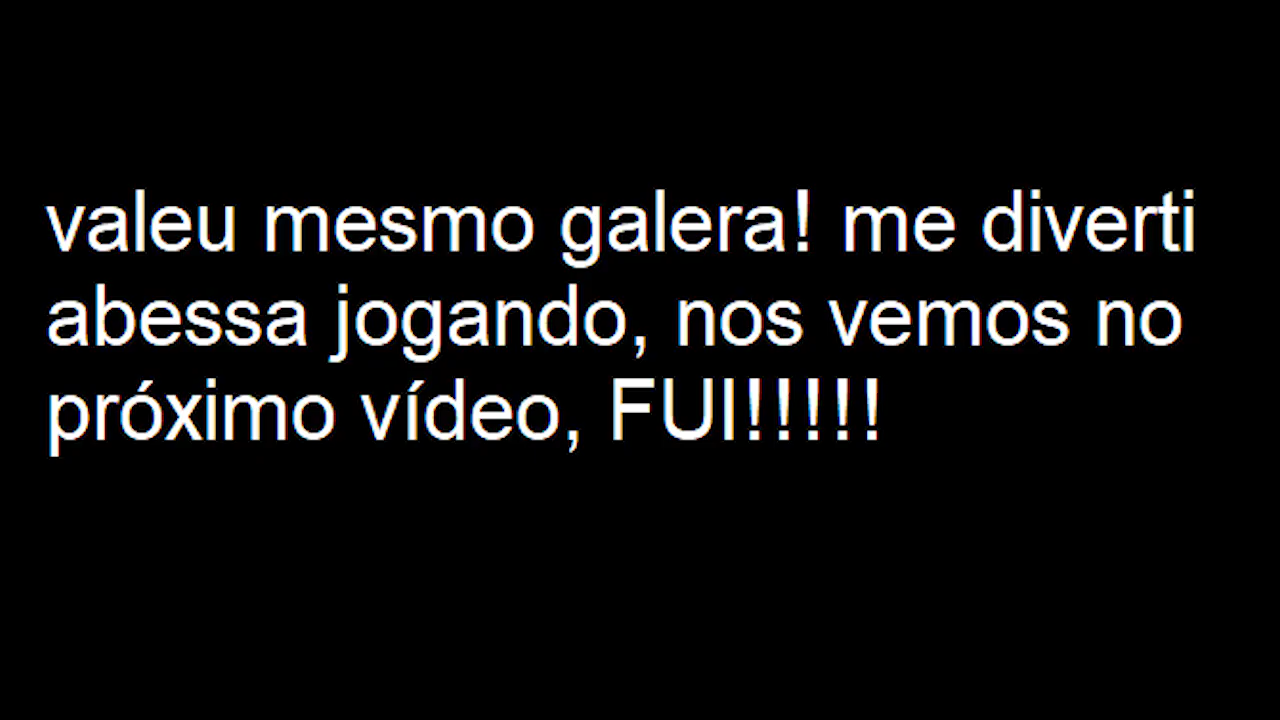 valeu mesmo galera! me diverti
abessa jogando, nos vemos no
próximo vídeo, FUI!!!!!